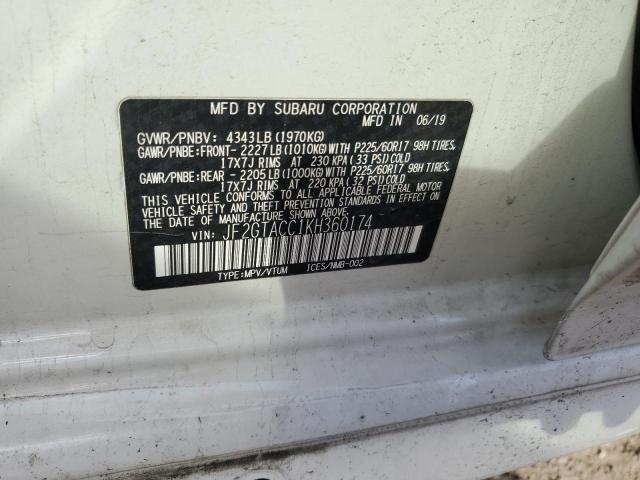 MFD BY SUBARU CORPORATION
MFD IN 06/19
GVWR/PNBV: 4343LB (1970KG)
GAWR/PNBE:FRONT- 2227LB (1010KG) WITH P225/60R17 98H TIRES,
17X7J RIMS AT 230 KPA (33 PSI) COLD
GAWR/PNBE:REAR - 2205LB (1000KG) WITH P225/60R17 98H TIRES,
17X7J RIMS AT 220 KPA (32 PSI) COLD
THIS VEHICLE CONFORMS TO ALL APPLICABLE FEDERAL MOTOR
VEHICLE SAFETY AND THEFT PREVENTION STANDARDS IN EFFECT ON
THE DATE OF MANUFACTURE SHOWN ABOVE.
VIN: JF2GTACC1KH360174
TYPE:MPV/VTUM ICES/NMB-002